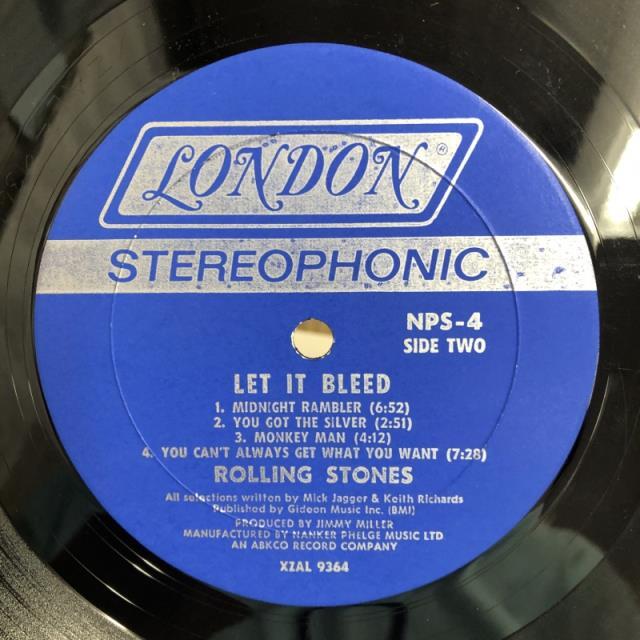 LONDON®
STEREOPHONIC
NPS-4
SIDE TWO
LET IT BLEED
1. MIDNIGHT RAMBLER (6:52)
2. YOU GOT THE SILVER (2:51)
3. MONKEY MAN (4:12)
4. YOU CAN'T ALWAYS GET WHAT YOU WANT (7:28)
ROLLING STONES
All selections written by Mick Jagger & Keith Richards
Published by Gideon Music Inc. (BMI)
PRODUCED BY JIMMY MILLER
MANUFACTURED BY NANKER PHELGE MUSIC LTD
AN ABKCO RECORD COMPANY
XZAL 9364